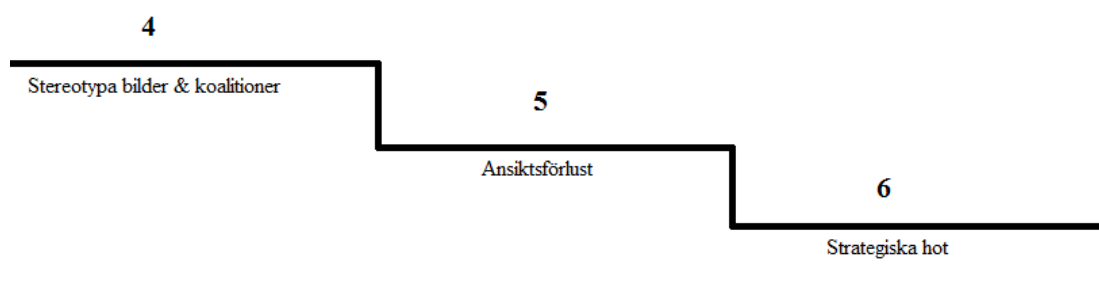 4
Stereotypa bilder & koalitioner
5
Ansiktsförlust
6
Strategiska hot